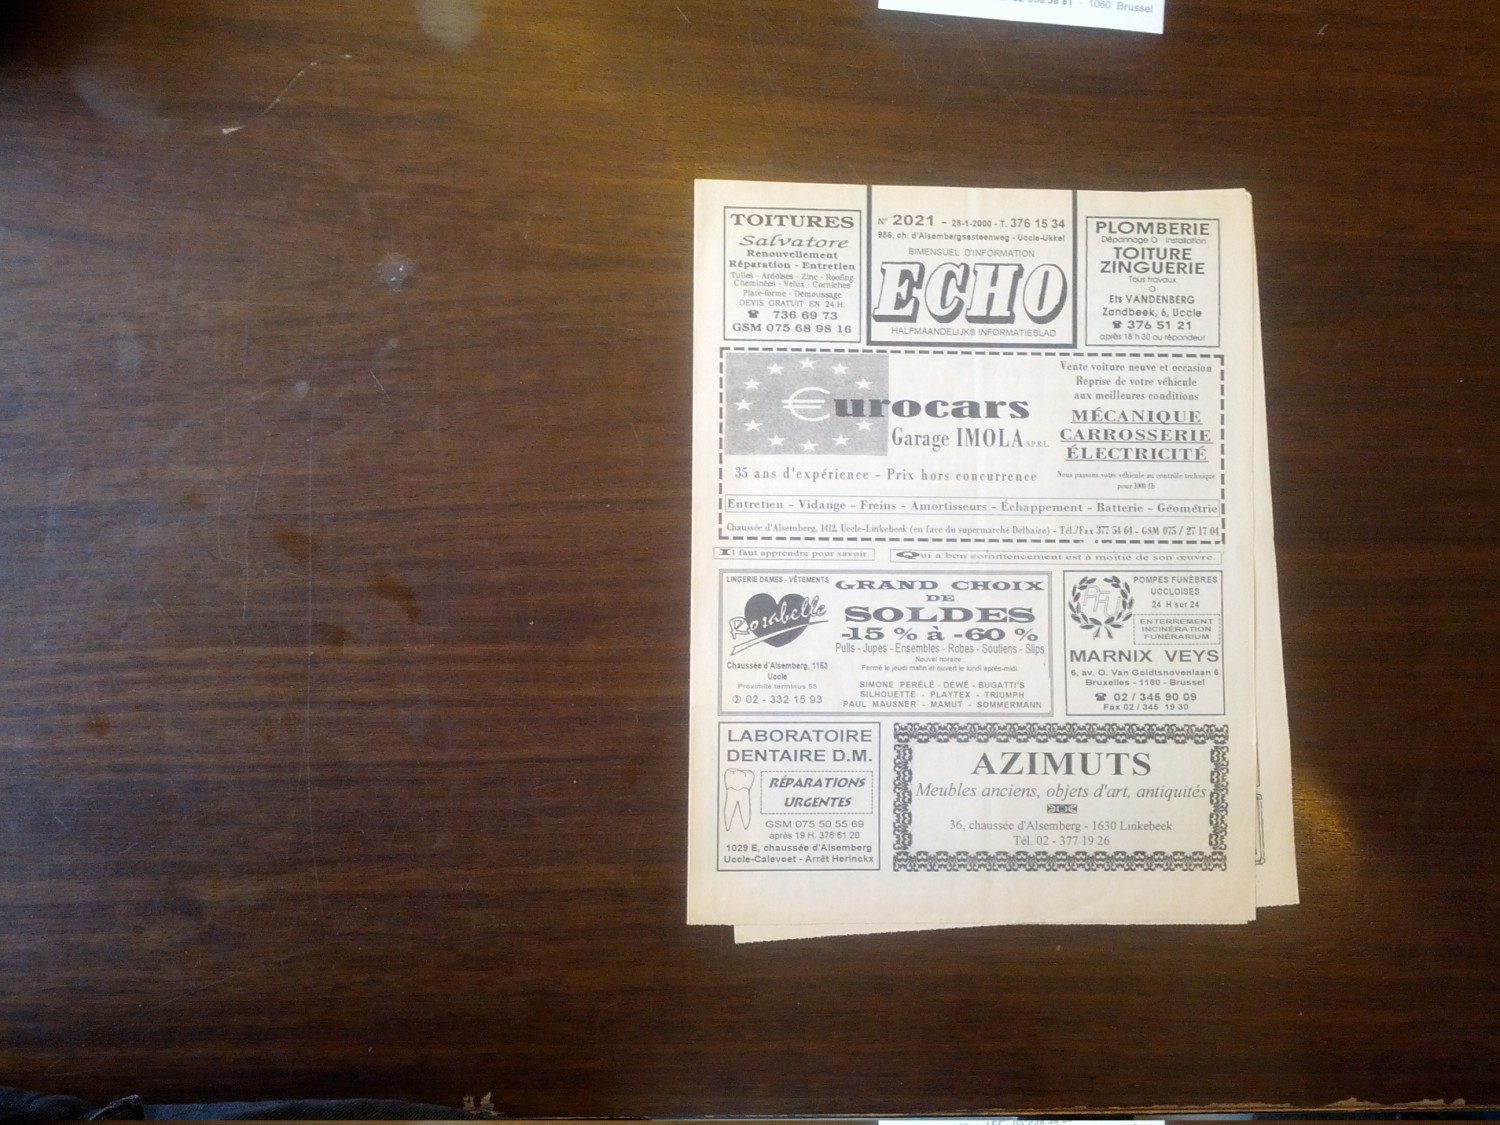 1060 Brussel
TOITURES
Salvatore
Renouvellement
Réparation - Entretien
Tuiles - Ardoises - Zinc - Roofing
Cheminées - Velux - Corniches
Plate-forme - Démoussage
DEVIS GRATUIT EN 24 H.
☎ 736 69 73
GSM 075 68 98 16
N° 2021 - 28-1-2000 - T. 376 15 34
986, ch. d'Alsembergsesteenweg - Uccle-Ukkel
BIMENSUEL D'INFORMATION
ECHO
HALFMAANDELIJKS INFORMATIEBLAD
PLOMBERIE
Dépannage O Installation
TOITURE
ZINGUERIE
Tous travaux
O
Ets VANDENBERG
Zandbeek, 6, Uccle
☎ 376 51 21
après 18 h 30 ou répondeur
€urocars
Garage IMOLA S.P.R.L.
35 ans d'expérience - Prix hors concurrence
Vente voiture neuve et occasion
Reprise de votre véhicule
aux meilleures conditions
MÉCANIQUE
CARROSSERIE
ÉLECTRICITÉ
Nous passons votre véhicule au contrôle technique
pour 1000 fb.
Entretien - Vidange - Freins - Amortisseurs - Échappement - Batterie - Géométrie
Chaussée d'Alsemberg, 1412, Uccle-Linkebeek (en face du supermarché Delhaize) - Tél./Fax 377 54 64 - GSM 075 / 27 17 04
Il faut apprendre pour savoir.
Qui a bon commencement est à moitié de son œuvre.
LINGERIE DAMES - VÊTEMENTS
Rosabelle
Chaussée d'Alsemberg, 1153
Uccle
Proximité terminus 55
✆ 02 - 332 15 93
GRAND CHOIX
DE
SOLDES
-15 % à -60 %
Pulls - Jupes - Ensembles - Robes - Soutiens - Slips
Nouvel horaire
Fermé le jeudi matin et ouvert le lundi après-midi.
SIMONE PERÉLÉ - DÉWÉ - BUGATTI'S
SILHOUETTE - PLAYTEX - TRIUMPH
PAUL MAUSNER - MAMUT - SOMMERMANN
PFU
POMPES FUNÈBRES
UCCLOISES
24 H sur 24
ENTERREMENT
INCINÉRATION
FUNÉRARIUM
MARNIX VEYS
6, av. O. Van Goidtsnovenlaan 6
Bruxelles - 1180 - Brussel
☎ 02 / 345 90 09
Fax 02 / 345 19 30
LABORATOIRE
DENTAIRE D.M.
RÉPARATIONS
URGENTES
GSM 075 50 55 69
après 19 H. 376 61 20
1029 E, chaussée d'Alsemberg
Uccle-Calevoet - Arrêt Herinckx
AZIMUTS
Meubles anciens, objets d'art, antiquités
36, chaussée d'Alsemberg - 1630 Linkebeek
Tél. 02 - 377 19 26